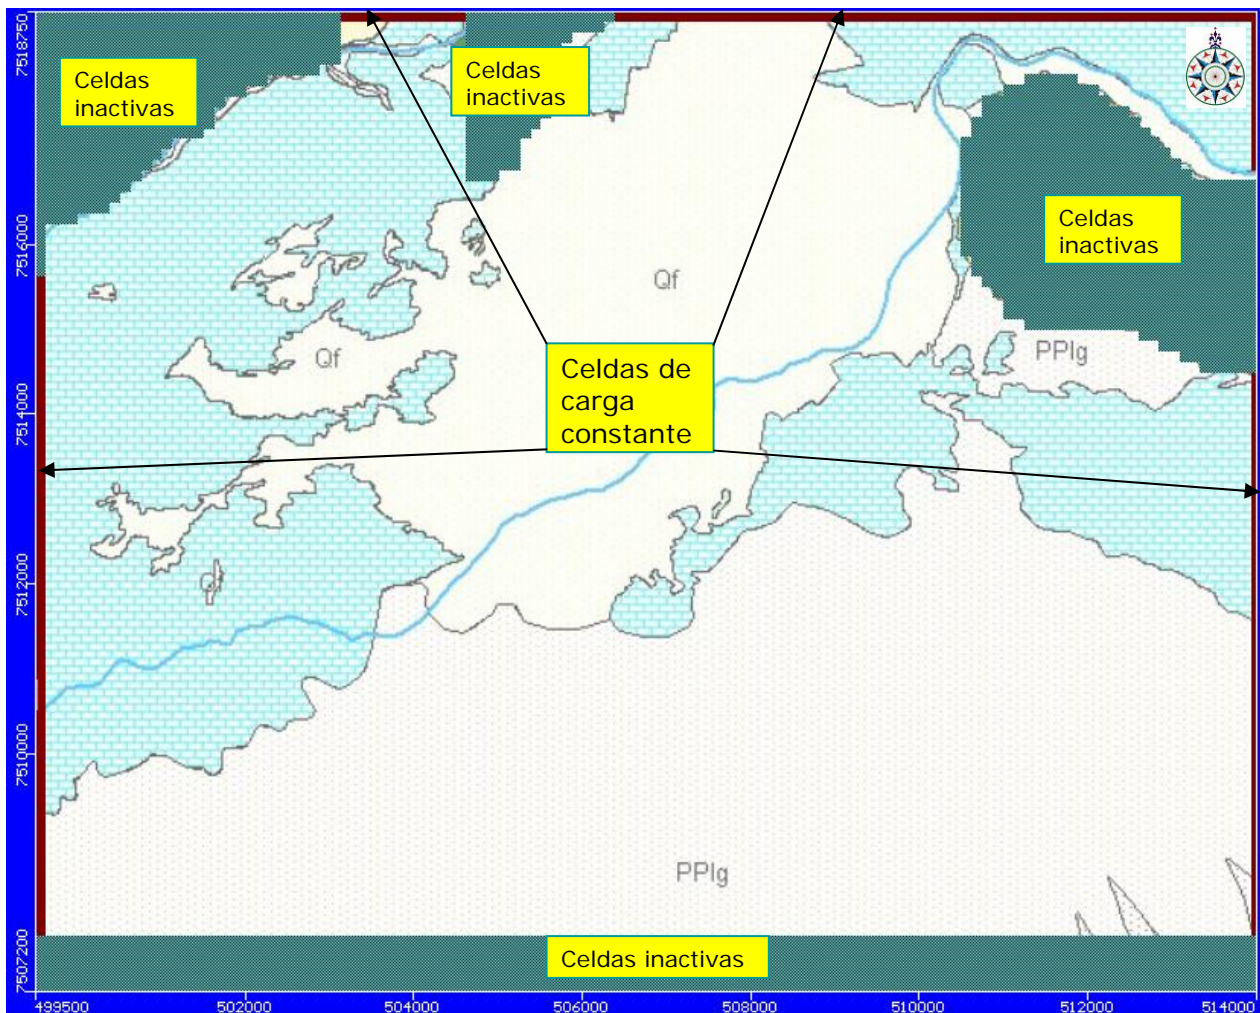 7518750
7516000
7514000
7512000
7510000
7507200
Celdas
inactivas
Celdas
inactivas
Celdas
inactivas
Qf
Qf
PPlg
Celdas de
carga
constante
PPlg
Celdas inactivas
499500
502000
504000
506000
508000
510000
512000
514000